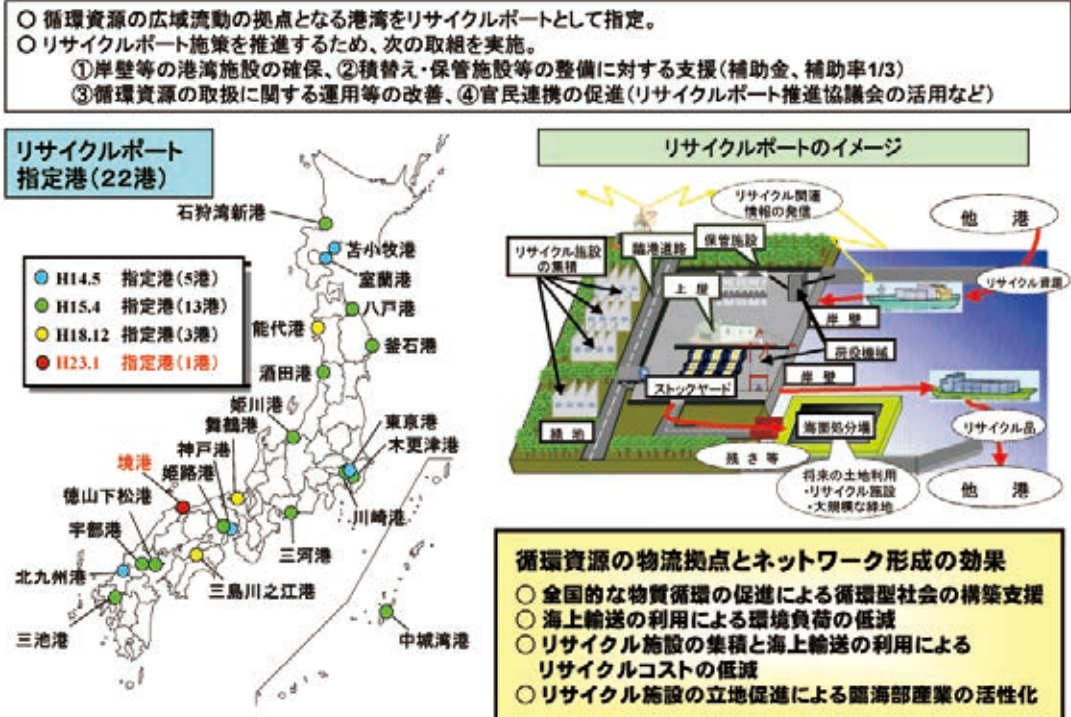 ○ 循環資源の広域流動の拠点となる港湾をリサイクルポートとして指定。
○ リサイクルポート施策を推進するため、次の取組を実施。
①岸壁等の港湾施設の確保、②積替え・保管施設等の整備に対する支援(補助金、補助率1/3)
③循環資源の取扱に関する運用等の改善、④官民連携の促進(リサイクルポート推進協議会の活用など)
リサイクルポート
指定港(22港)
石狩湾新港
苫小牧港
室蘭港
H14.5 指定港(5港)
H15.4 指定港(13港)
H18.12 指定港(3港)
H23.1 指定港(1港)
八戸港
能代港
釜石港
酒田港
姫川港
舞鶴港
東京港
神戸港
木更津港
境港
姫路港
徳山下松港
川崎港
宇部港
三河港
北九州港
三島川之江港
三池港
中城湾港
リサイクルポートのイメージ
リサイクル関連
情報の発信
他 港
リサイクル施設
の集積
臨港道路
保管施設
リサイクル資源
上屋
岸 壁
荷役機械
ストックヤード
岸 壁
緑 地
海面処分場
リサイクル品
残さ等
将来の土地利用
・リサイクル施設
・大規模な緑地
他 港
循環資源の物流拠点とネットワーク形成の効果
○ 全国的な物質循環の促進による循環型社会の構築支援
○ 海上輸送の利用による環境負荷の低減
○ リサイクル施設の集積と海上輸送の利用による
リサイクルコストの低減
○ リサイクル施設の立地促進による臨海部産業の活性化